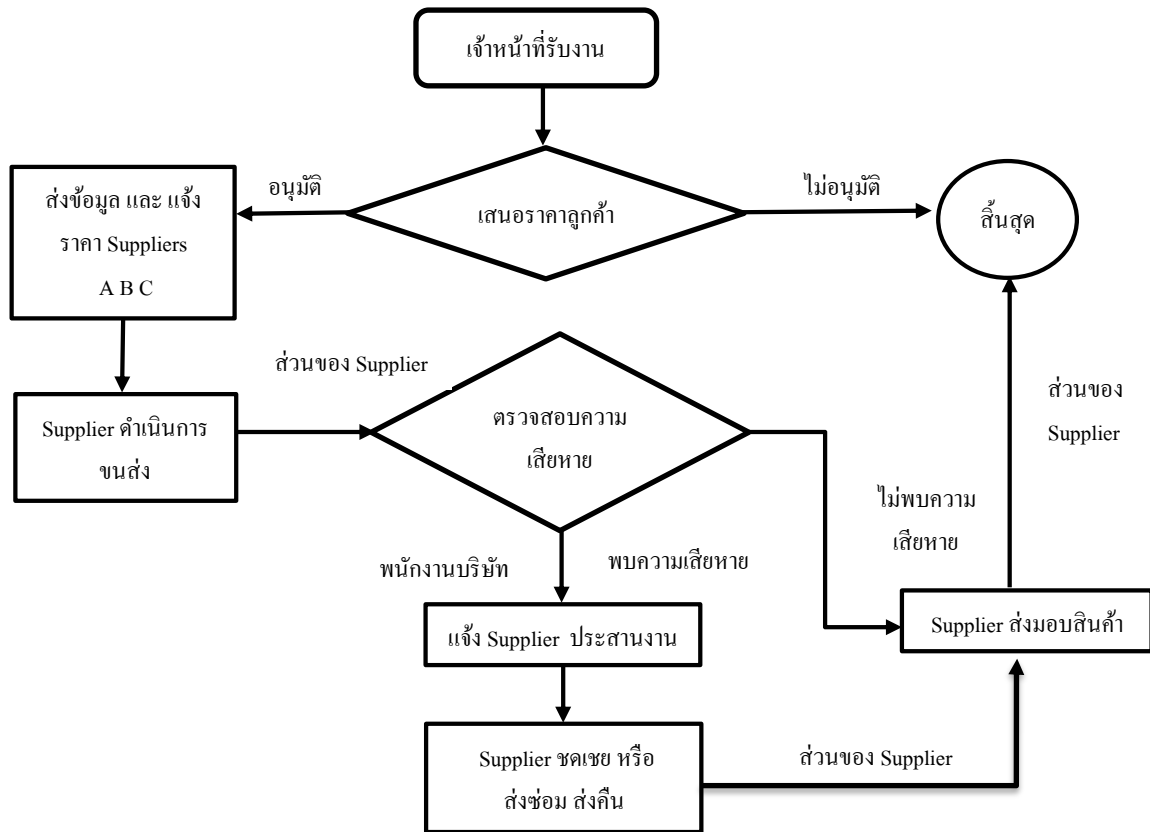 เจ้าหน้าที่รับงาน
อนุมัติ
ไม่อนุมัติ
ส่งข้อมูล และ แจ้ง
ราคา Suppliers
A B C
เสนอราคาลูกค้า
สิ้นสุด
ส่วนของ Supplier
ส่วนของ
Supplier
Supplier ดำเนินการ
ขนส่ง
ตรวจสอบความ
เสียหาย
ไม่พบความ
เสียหาย
พนักงานบริษัท
พบความเสียหาย
แจ้ง Supplier ประสานงาน
Supplier ส่งมอบสินค้า
Supplier ชดเชย หรือ
ส่งซ่อม ส่งคืน
ส่วนของ Supplier